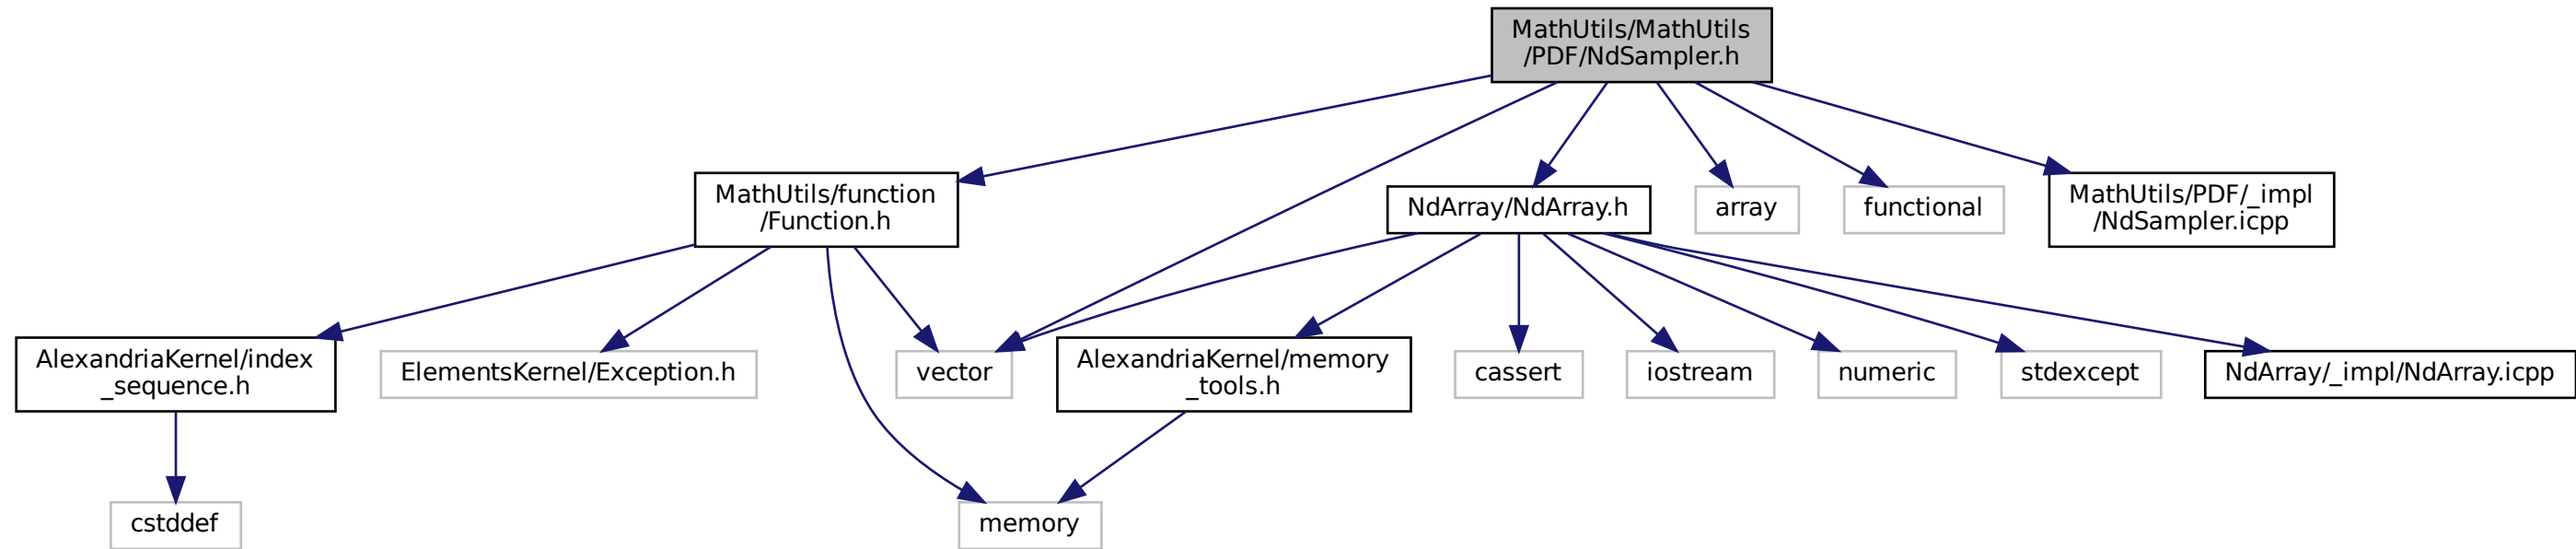 MathUtils/MathUtils
/PDF/NdSampler.h
MathUtils/function
/Function.h
NdArray/NdArray.h
array
functional
MathUtils/PDF/_impl
/NdSampler.icpp
AlexandriaKernel/index
_sequence.h
ElementsKernel/Exception.h
vector
AlexandriaKernel/memory
_tools.h
cassert
iostream
numeric
stdexcept
NdArray/_impl/NdArray.icpp
cstddef
memory